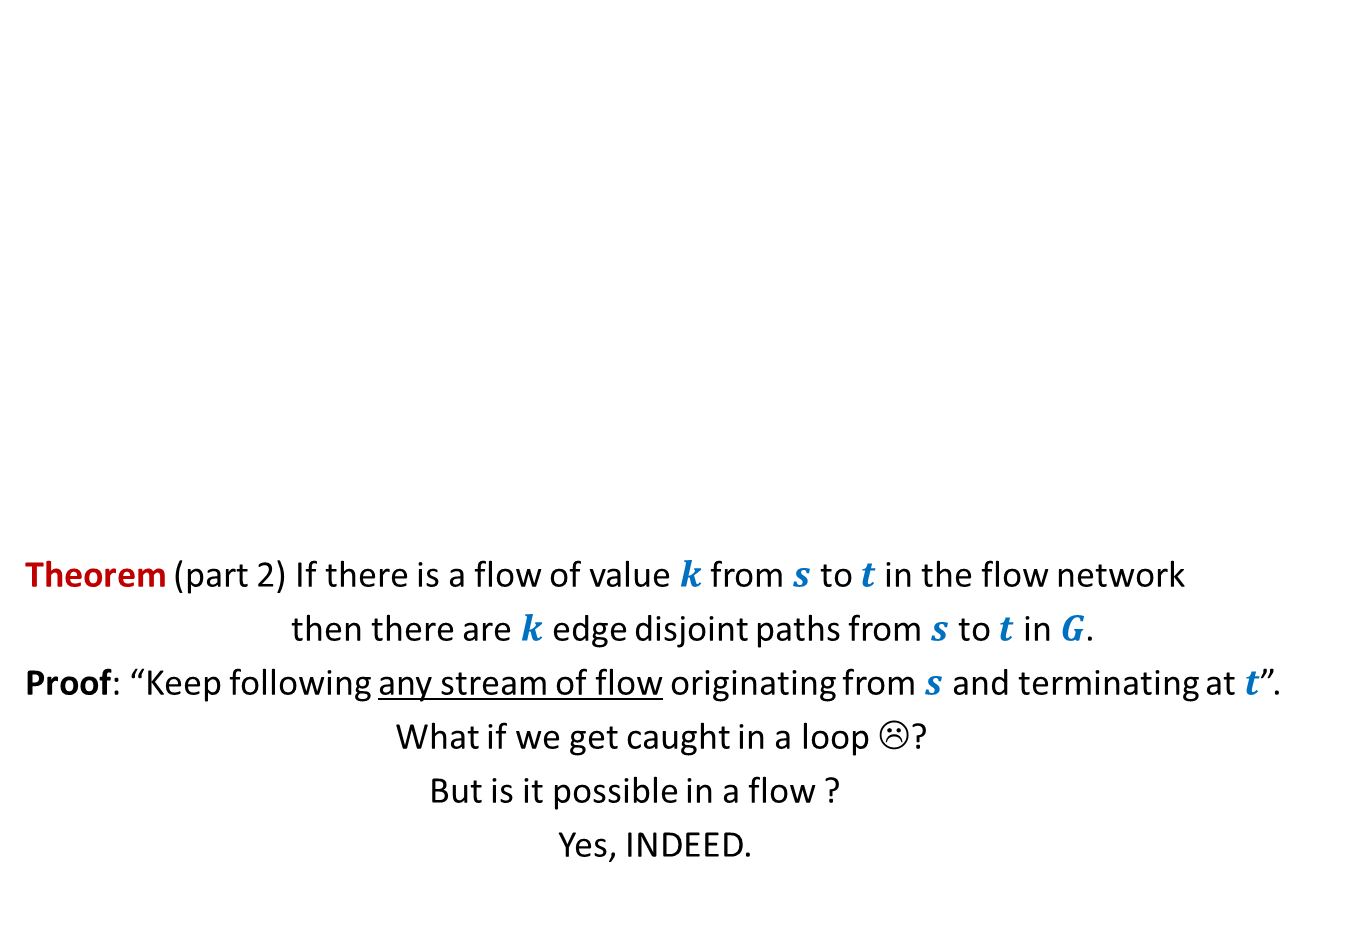 Theorem (part 2) If there is a flow of value k from s to t in the flow network
then there are k edge disjoint paths from s to t in G.
Proof: “Keep following any stream of flow originating from s and terminating at t”.
What if we get caught in a loop ☹?
But is it possible in a flow ?
Yes, INDEED.